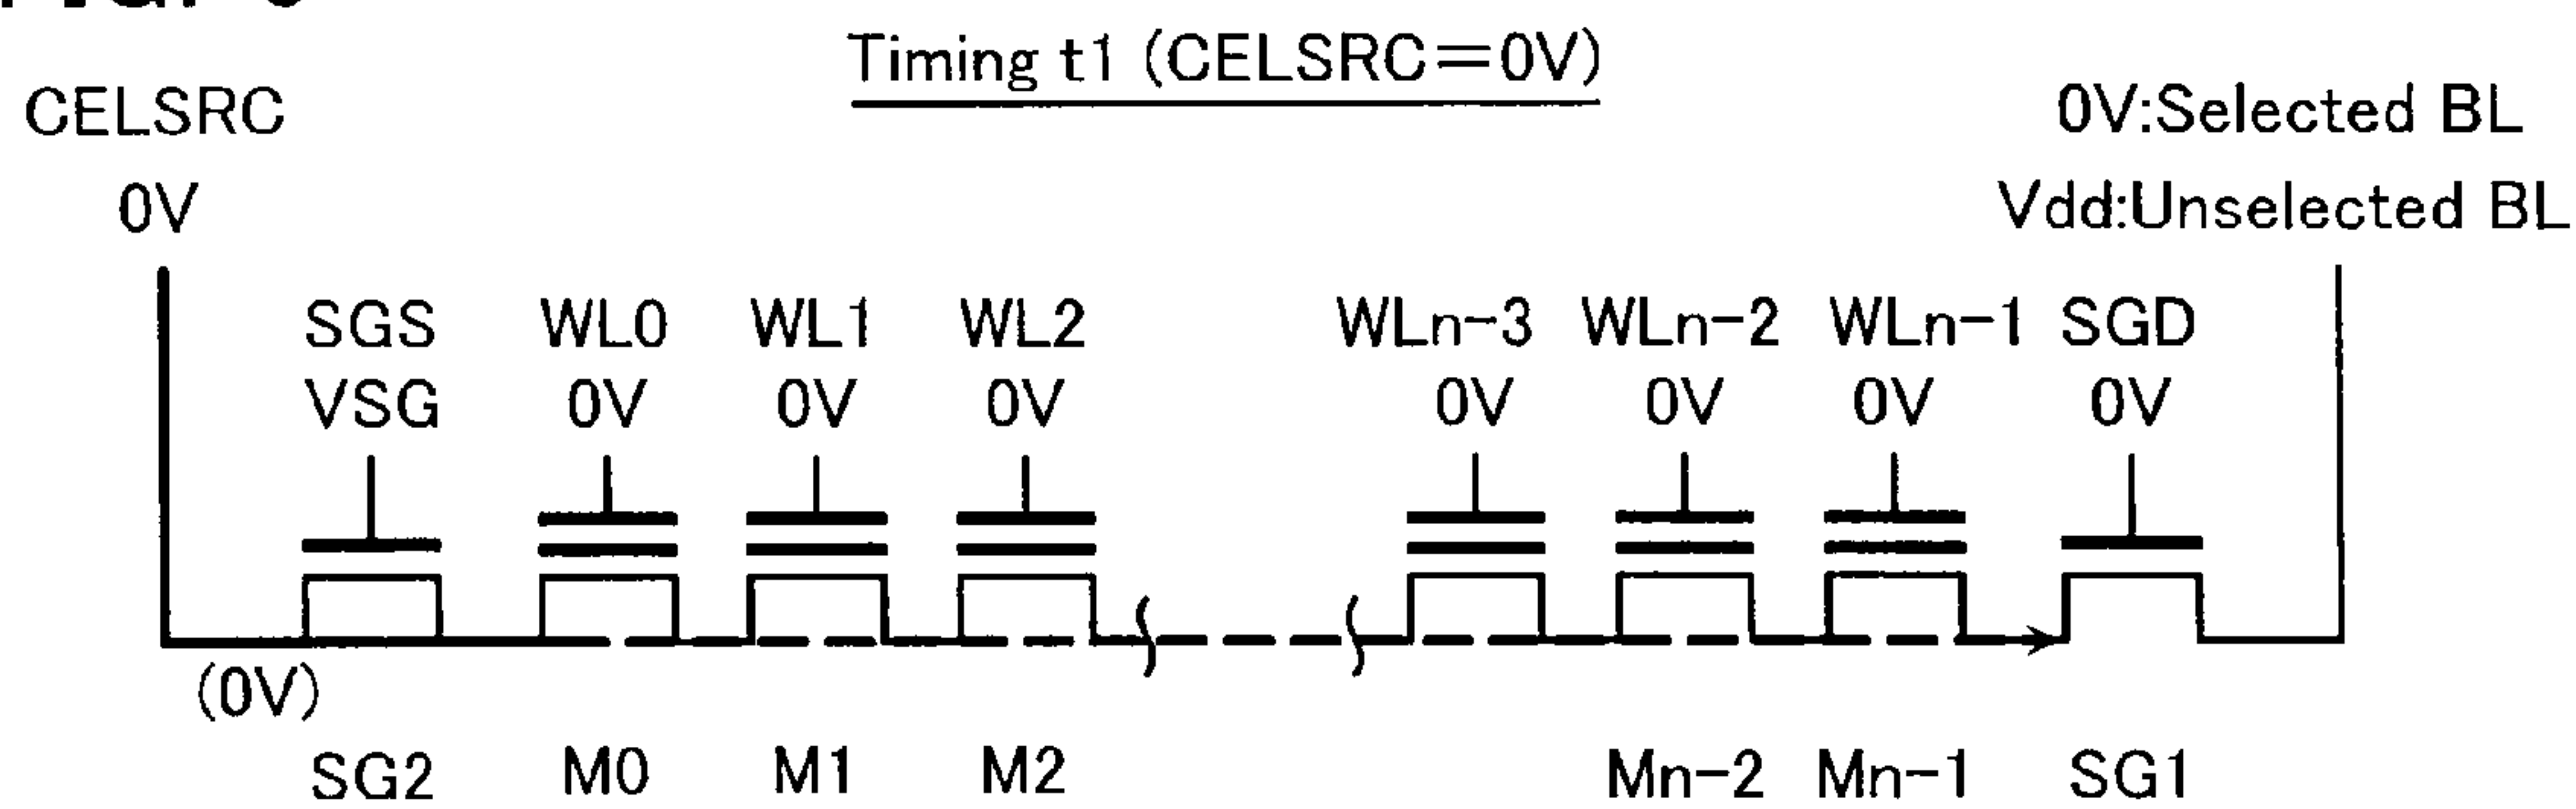 Timing t1 (CELSRC=0V)
CELSRC
0V
0V:Selected BL
Vdd:Unselected BL
SGS WL0 WL1 WL2 WLn-3 WLn-2 WLn-1 SGD
VSG 0V 0V 0V 0V 0V 0V 0V
(0V)
SG2 M0 M1 M2 Mn-2 Mn-1 SG1